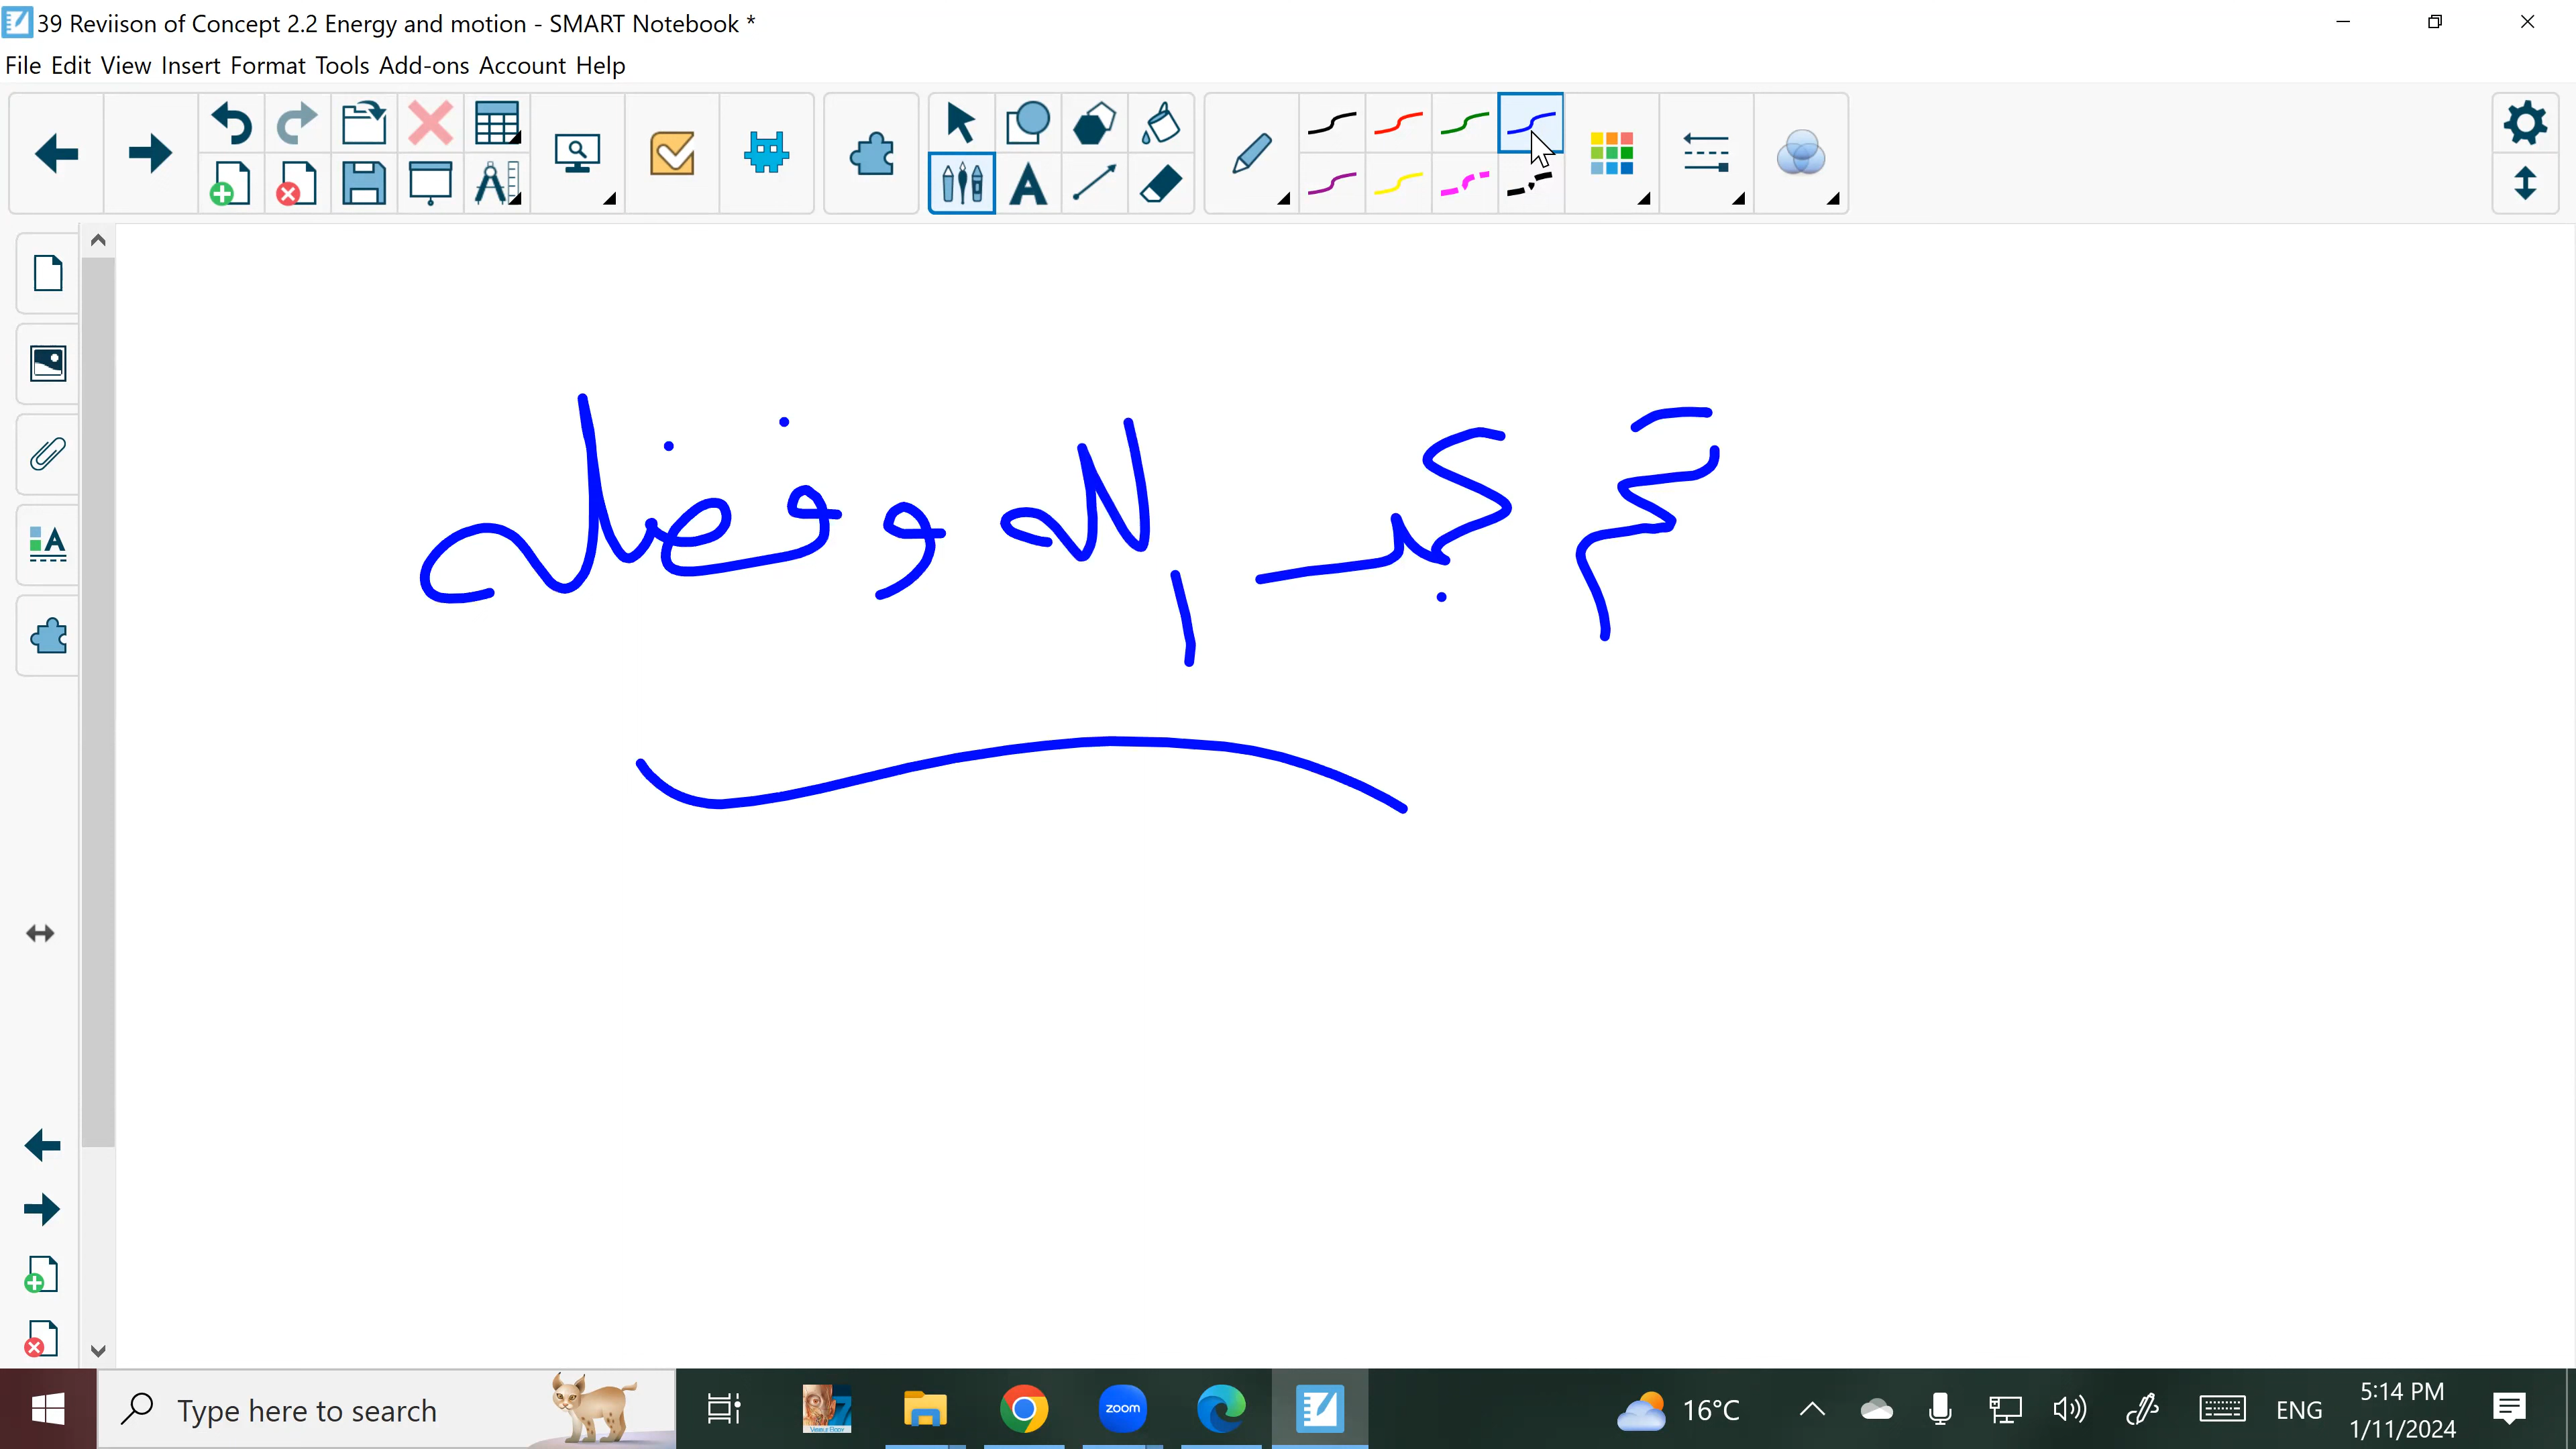 39 Reviison of Concept 2.2 Energy and motion - SMART Notebook *
File Edit View Insert Format Tools Add-ons Account Help
تم بحمد الله وفضله
Type here to search
zoom
16°C
ENG
5:14 PM
1/11/2024